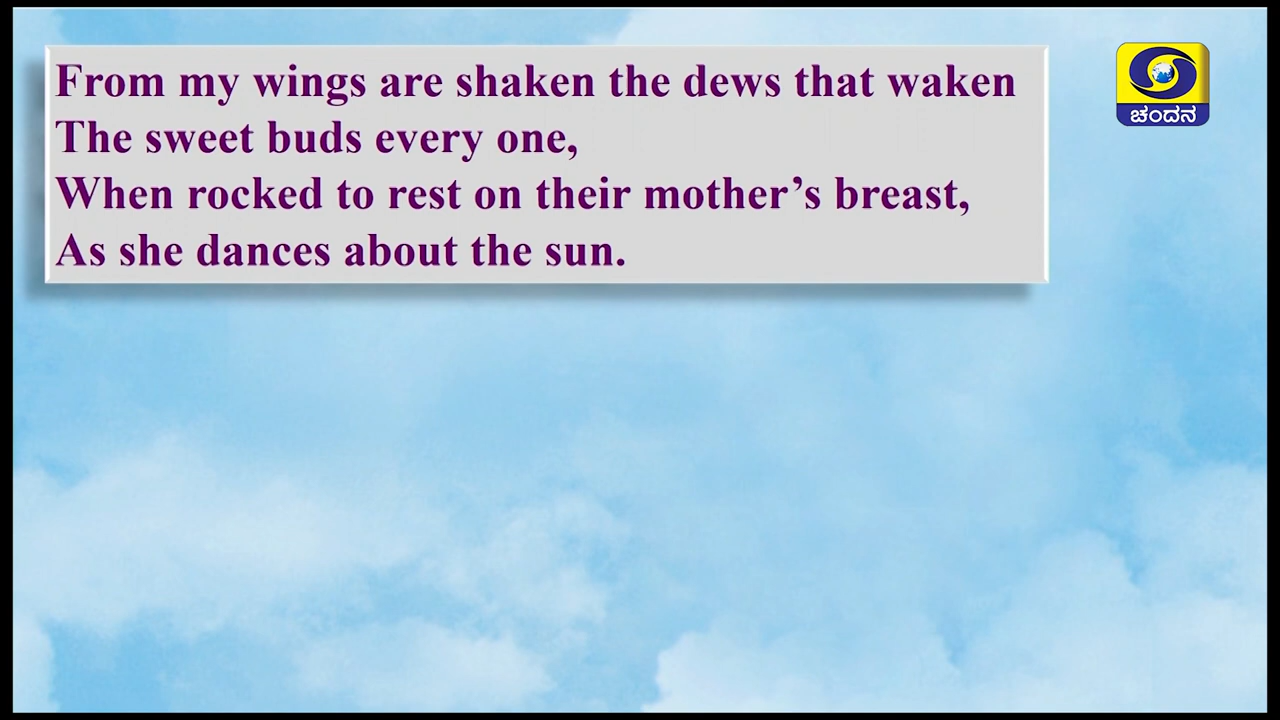 From my wings are shaken the dews that waken
The sweet buds every one,
When rocked to rest on their mother’s breast,
As she dances about the sun.
ಚಂದನ